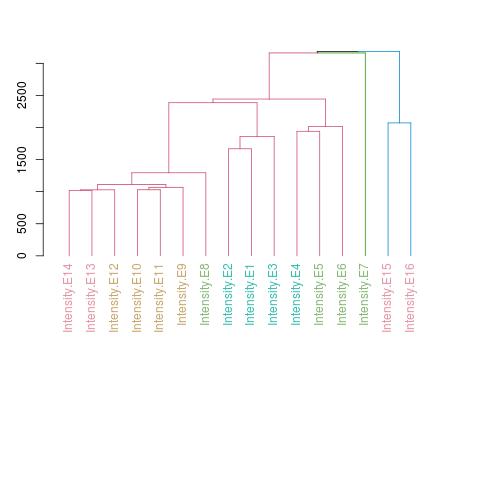 2500
1500
500
0
Intensity.E14
Intensity.E13
Intensity.E12
Intensity.E10
Intensity.E11
Intensity.E9
Intensity.E8
Intensity.E2
Intensity.E1
Intensity.E3
Intensity.E4
Intensity.E5
Intensity.E6
Intensity.E7
Intensity.E15
Intensity.E16